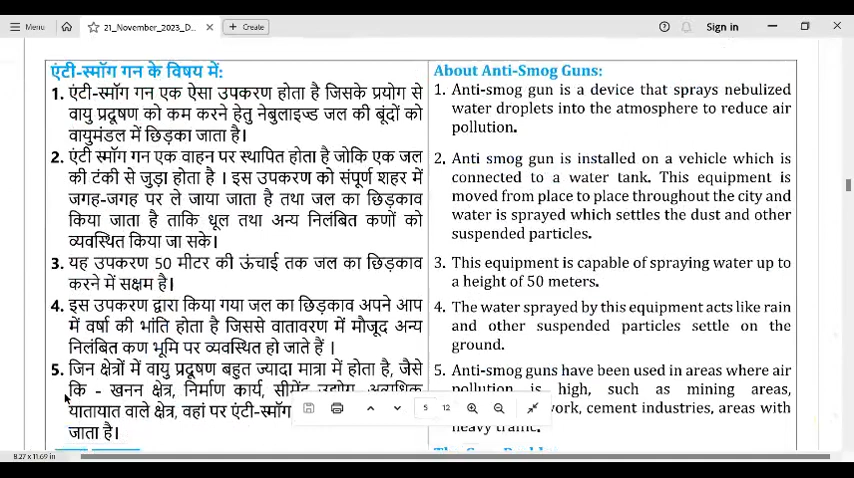 Menu
21_November_2023_D...
+ Create
Sign in
एंटी-स्मॉग गन के विषय में:
1. एंटी-स्मॉग गन एक ऐसा उपकरण होता है जिसके प्रयोग से
वायु प्रदूषण को कम करने हेतु नेबुलाइज्ड जल की बूंदों को
वायुमंडल में छिड़का जाता है।
2. एंटी स्मॉग गन एक वाहन पर स्थापित होता है जोकि एक जल
की टंकी से जुड़ा होता है । इस उपकरण को संपूर्ण शहर में
जगह-जगह पर ले जाया जाता है तथा जल का छिड़काव
किया जाता है ताकि धूल तथा अन्य निलंबित कणों को
व्यवस्थित किया जा सके।
3. यह उपकरण 50 मीटर की ऊंचाई तक जल का छिड़काव
करने में सक्षम है।
4. इस उपकरण द्वारा किया गया जल का छिड़काव अपने आप
में वर्षा की भांति होता है जिससे वातावरण में मौजूद अन्य
निलंबित कण भूमि पर व्यवस्थित हो जाते हैं ।
5. जिन क्षेत्रों में वायु प्रदूषण बहुत ज्यादा मात्रा में होता है, जैसे
कि - खनन क्षेत्र, निर्माण कार्य, सीमेंट उद्योग, अत्यधिक
यातायात वाले क्षेत्र, वहां पर एंटी-स्मॉग
जाता है।
About Anti-Smog Guns:
1. Anti-smog gun is a device that sprays nebulized
water droplets into the atmosphere to reduce air
pollution.
2. Anti smog gun is installed on a vehicle which is
connected to a water tank. This equipment is
moved from place to place throughout the city and
water is sprayed which settles the dust and other
suspended particles.
3. This equipment is capable of spraying water up to
a height of 50 meters.
4. The water sprayed by this equipment acts like rain
and other suspended particles settle on the
ground.
5. Anti-smog guns have been used in areas where air
pollution is high, such as mining areas,
work, cement industries, areas with
heavy traffic.
5 12
8.27 x 11.69 in